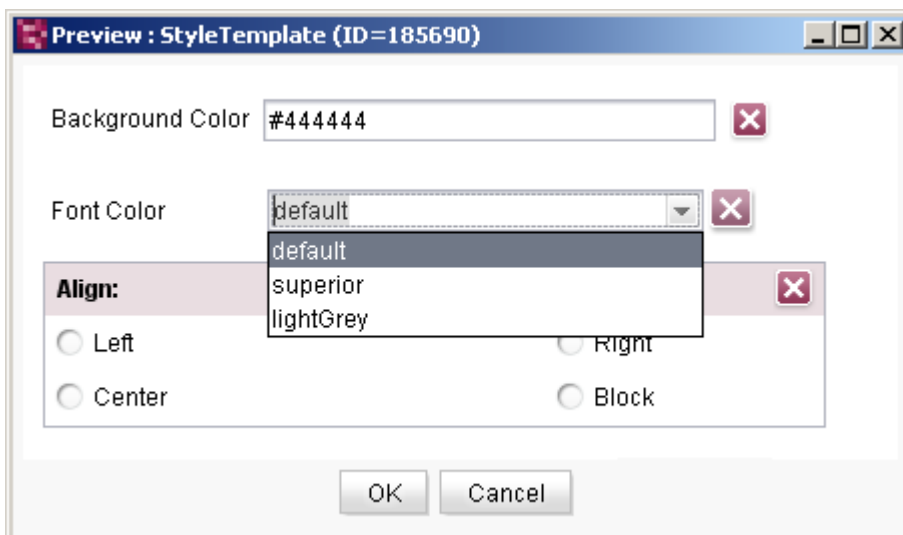 Preview : StyleTemplate (ID=185690)
Background Color #444444
Font Color default
default
superior
lightGrey
Align:
Left Right
Center Block
OK Cancel